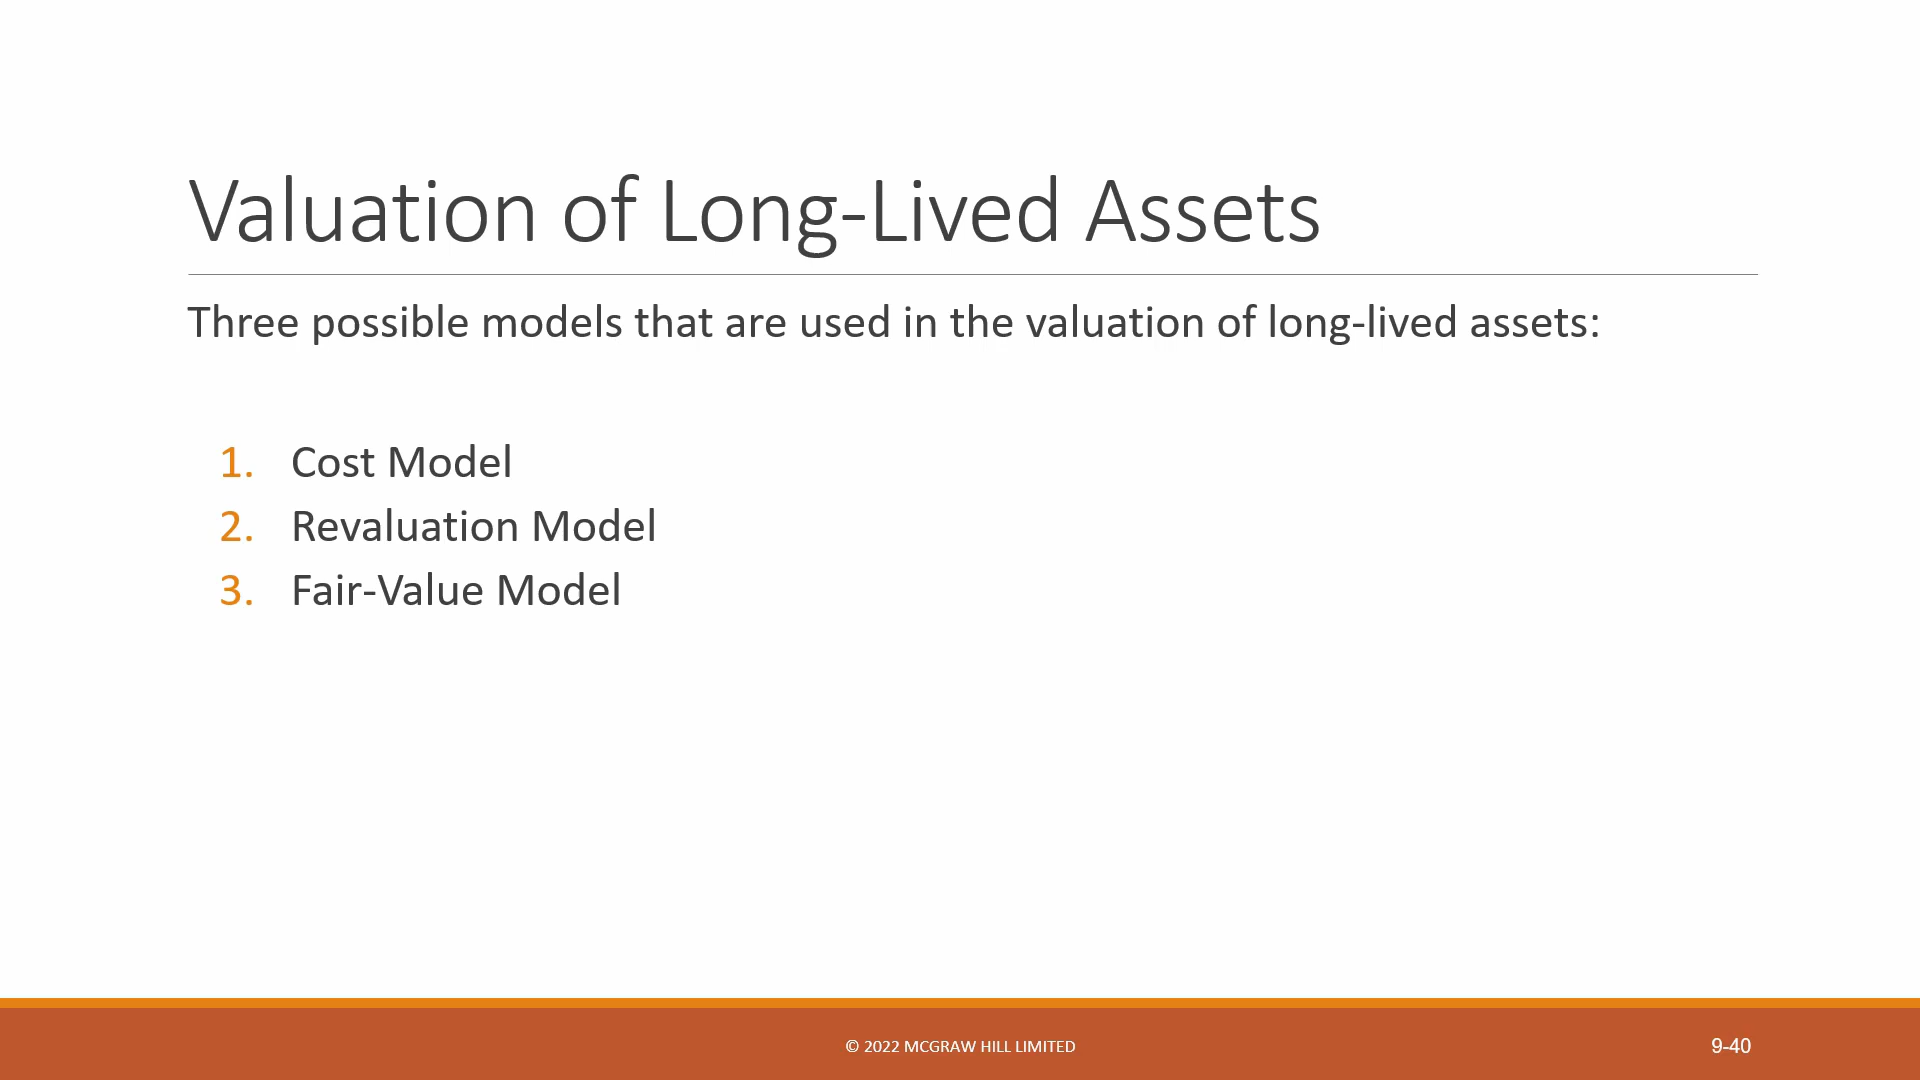 Valuation of Long-Lived Assets
Three possible models that are used in the valuation of long-lived assets:
1. Cost Model
2. Revaluation Model
3. Fair-Value Model
© 2022 MCGRAW HILL LIMITED
9-40